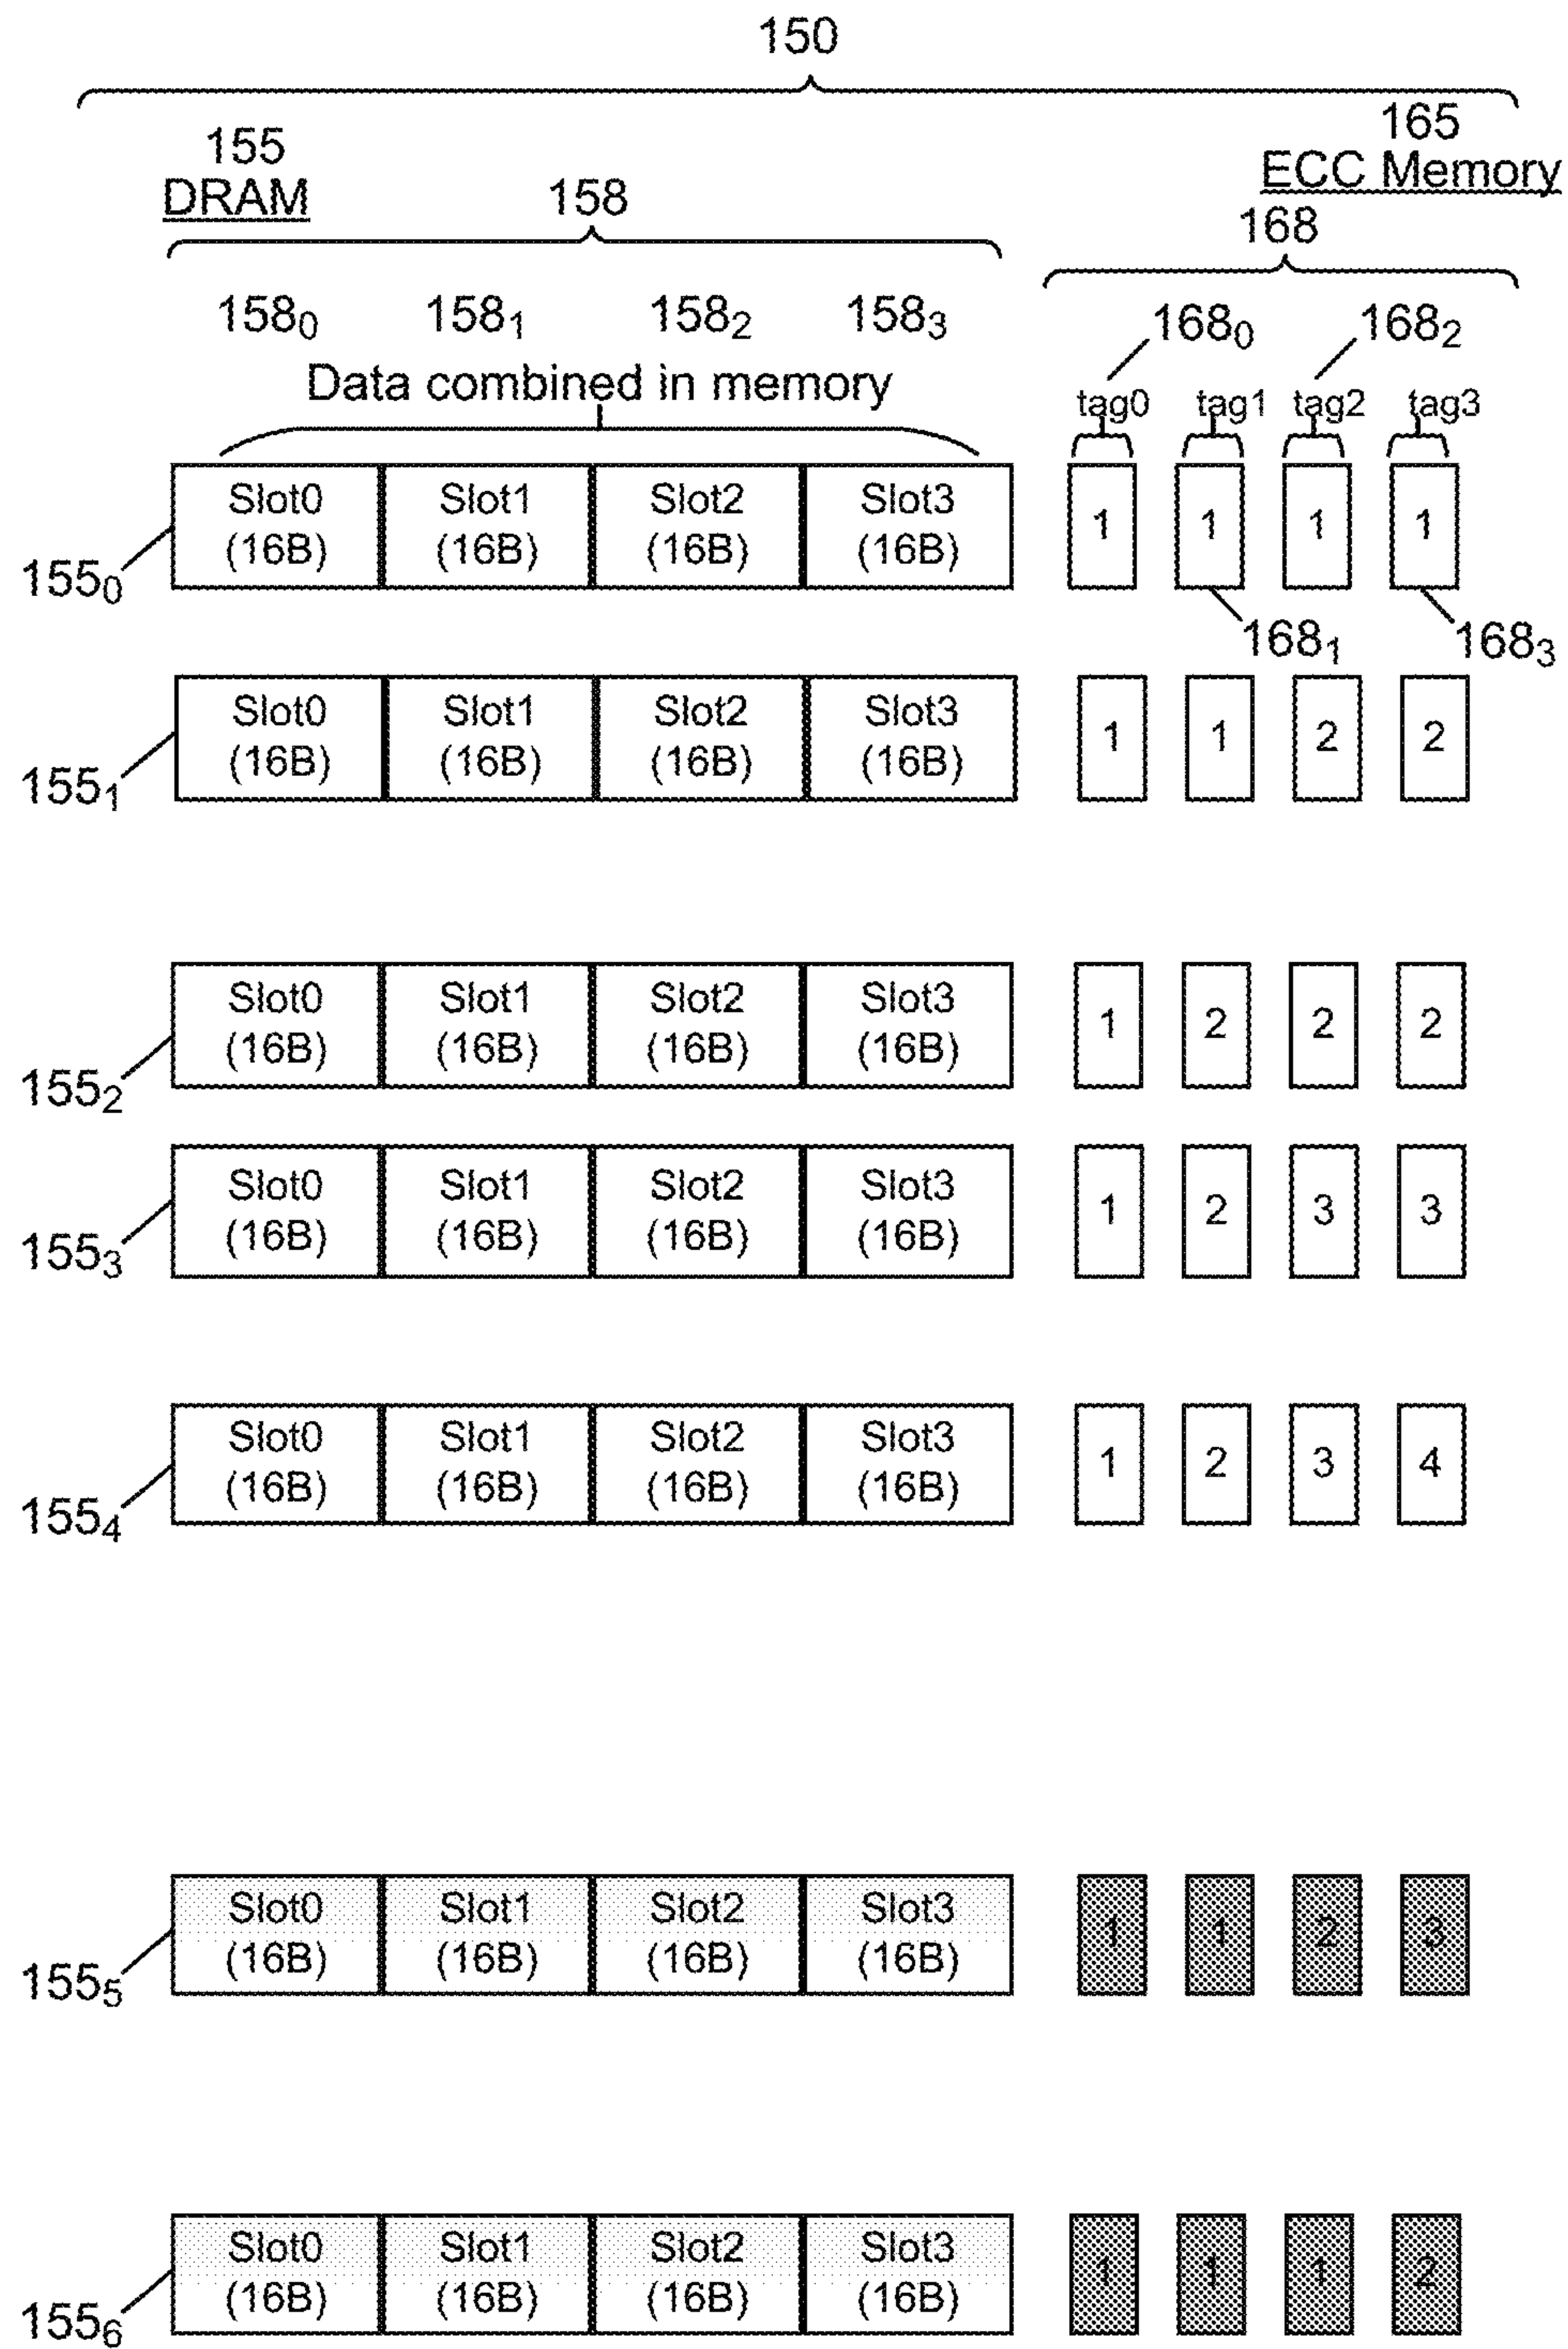 150
155
DRAM
158
165
ECC Memory
168
158₀ 158₁ 158₂ 158₃
168₀ 168₂
Data combined in memory
tag0 tag1 tag2 tag3
Slot0 Slot1 Slot2 Slot3
(16B) (16B) (16B) (16B)
1 1 1 1
155₀
168₁ 168₃
Slot0 Slot1 Slot2 Slot3
(16B) (16B) (16B) (16B)
1 1 2 2
155₁
Slot0 Slot1 Slot2 Slot3
(16B) (16B) (16B) (16B)
1 2 2 2
155₂
Slot0 Slot1 Slot2 Slot3
(16B) (16B) (16B) (16B)
1 2 3 3
155₃
Slot0 Slot1 Slot2 Slot3
(16B) (16B) (16B) (16B)
1 2 3 4
155₄
Slot0 Slot1 Slot2 Slot3
(16B) (16B) (16B) (16B)
1 1 2 3
155₅
Slot0 Slot1 Slot2 Slot3
(16B) (16B) (16B) (16B)
1 1 1 2
155₆